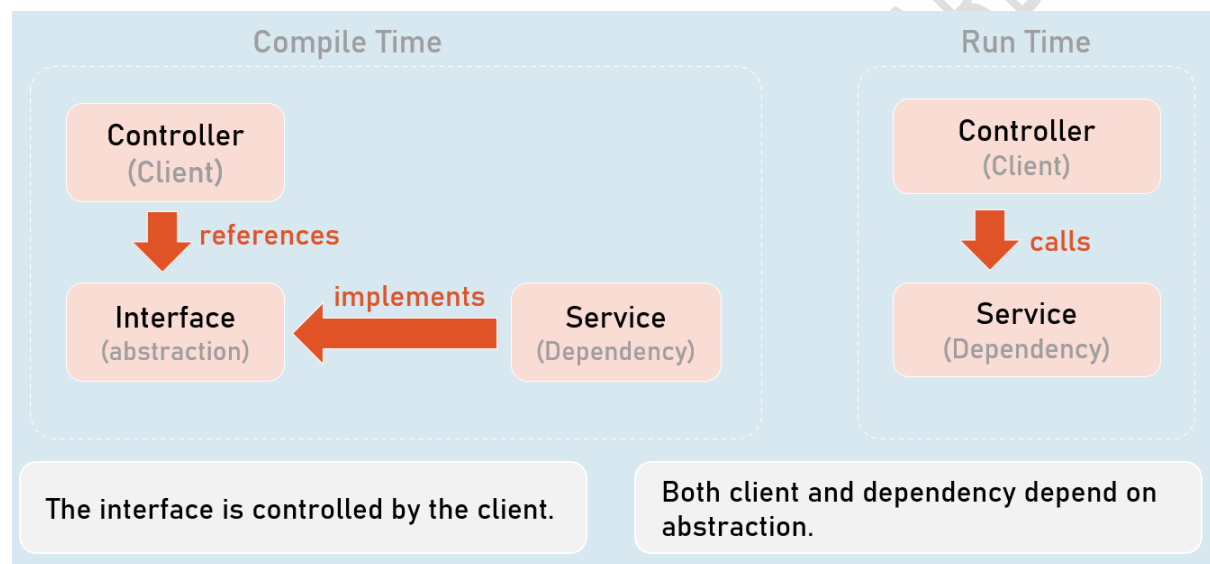 Compile Time
Run Time
Controller
(Client)
references
Interface
(abstraction)
implements
Service
(Dependency)
Controller
(Client)
calls
Service
(Dependency)
The interface is controlled by the client.
Both client and dependency depend on
abstraction.